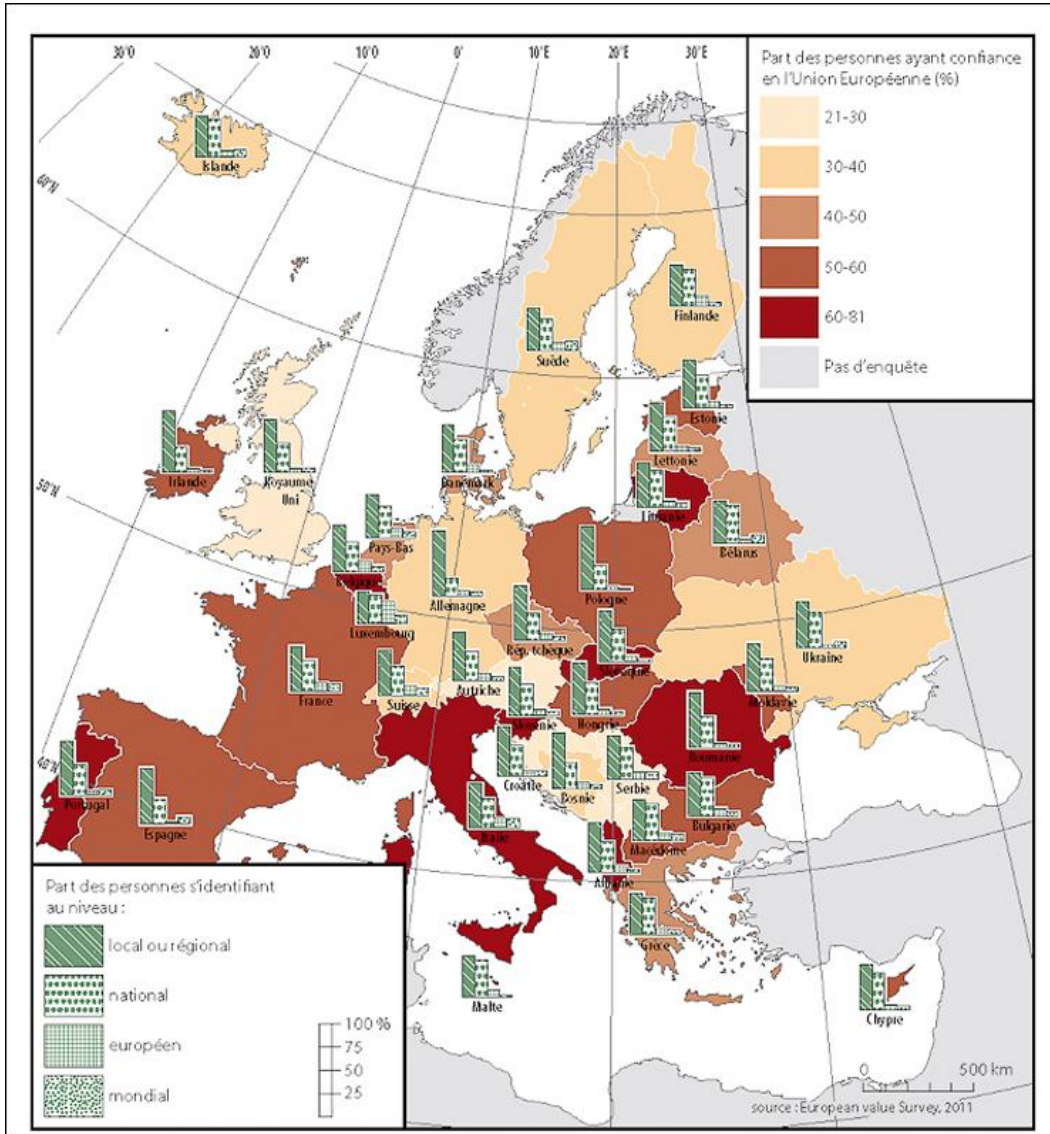 30°O
20°O
10°O
0°
10°E
20°E
30°E
Part des personnes ayant confiance
en l'Union Européenne (%)
21-30
30-40
40-50
50-60
60-81
Pas d'enquête
60°N
50°N
40°N
Islande
Finlande
Suède
Estonie
Lettonie
Lituanie
Danemark
Irlande
Royaume
Uni
Pays-Bas
Bélarus
Belgique
Allemagne
Pologne
Luxembourg
Rép. tchèque
Ukraine
Slovaquie
Autriche
France
Suisse
Moldavie
Slovénie
Hongrie
Roumanie
Croatie
Bosnie
Serbie
Portugal
Espagne
Italie
Bulgarie
Macédoine
Albanie
Grèce
Malte
Chypre
Part des personnes s'identifiant
au niveau :
local ou régional
national
européen
mondial
100 %
75
50
25
0 500 km
source : European value Survey, 2011